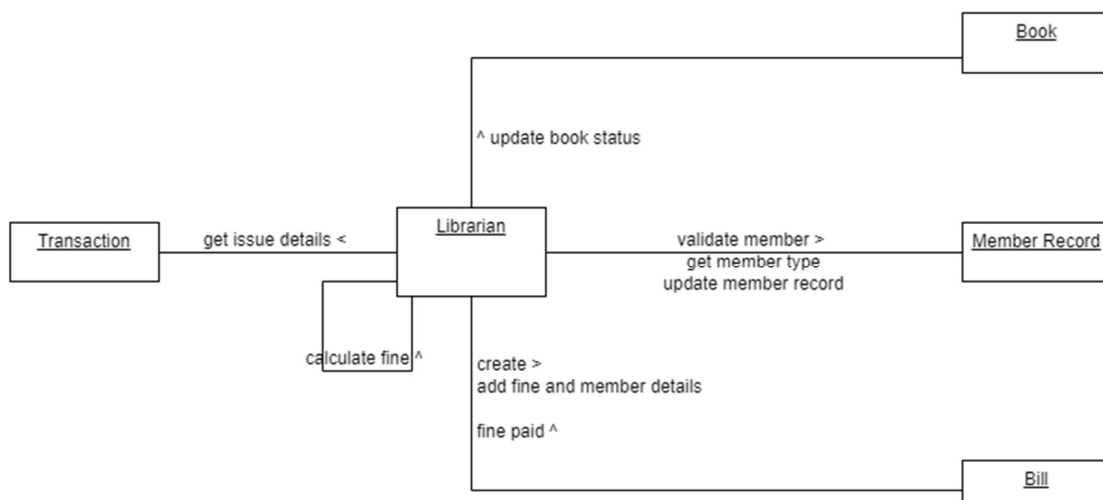 Book
^ update book status
Transaction
get issue details <
Librarian
validate member >
get member type
update member record
Member Record
calculate fine ^
create >
add fine and member details
fine paid ^
Bill